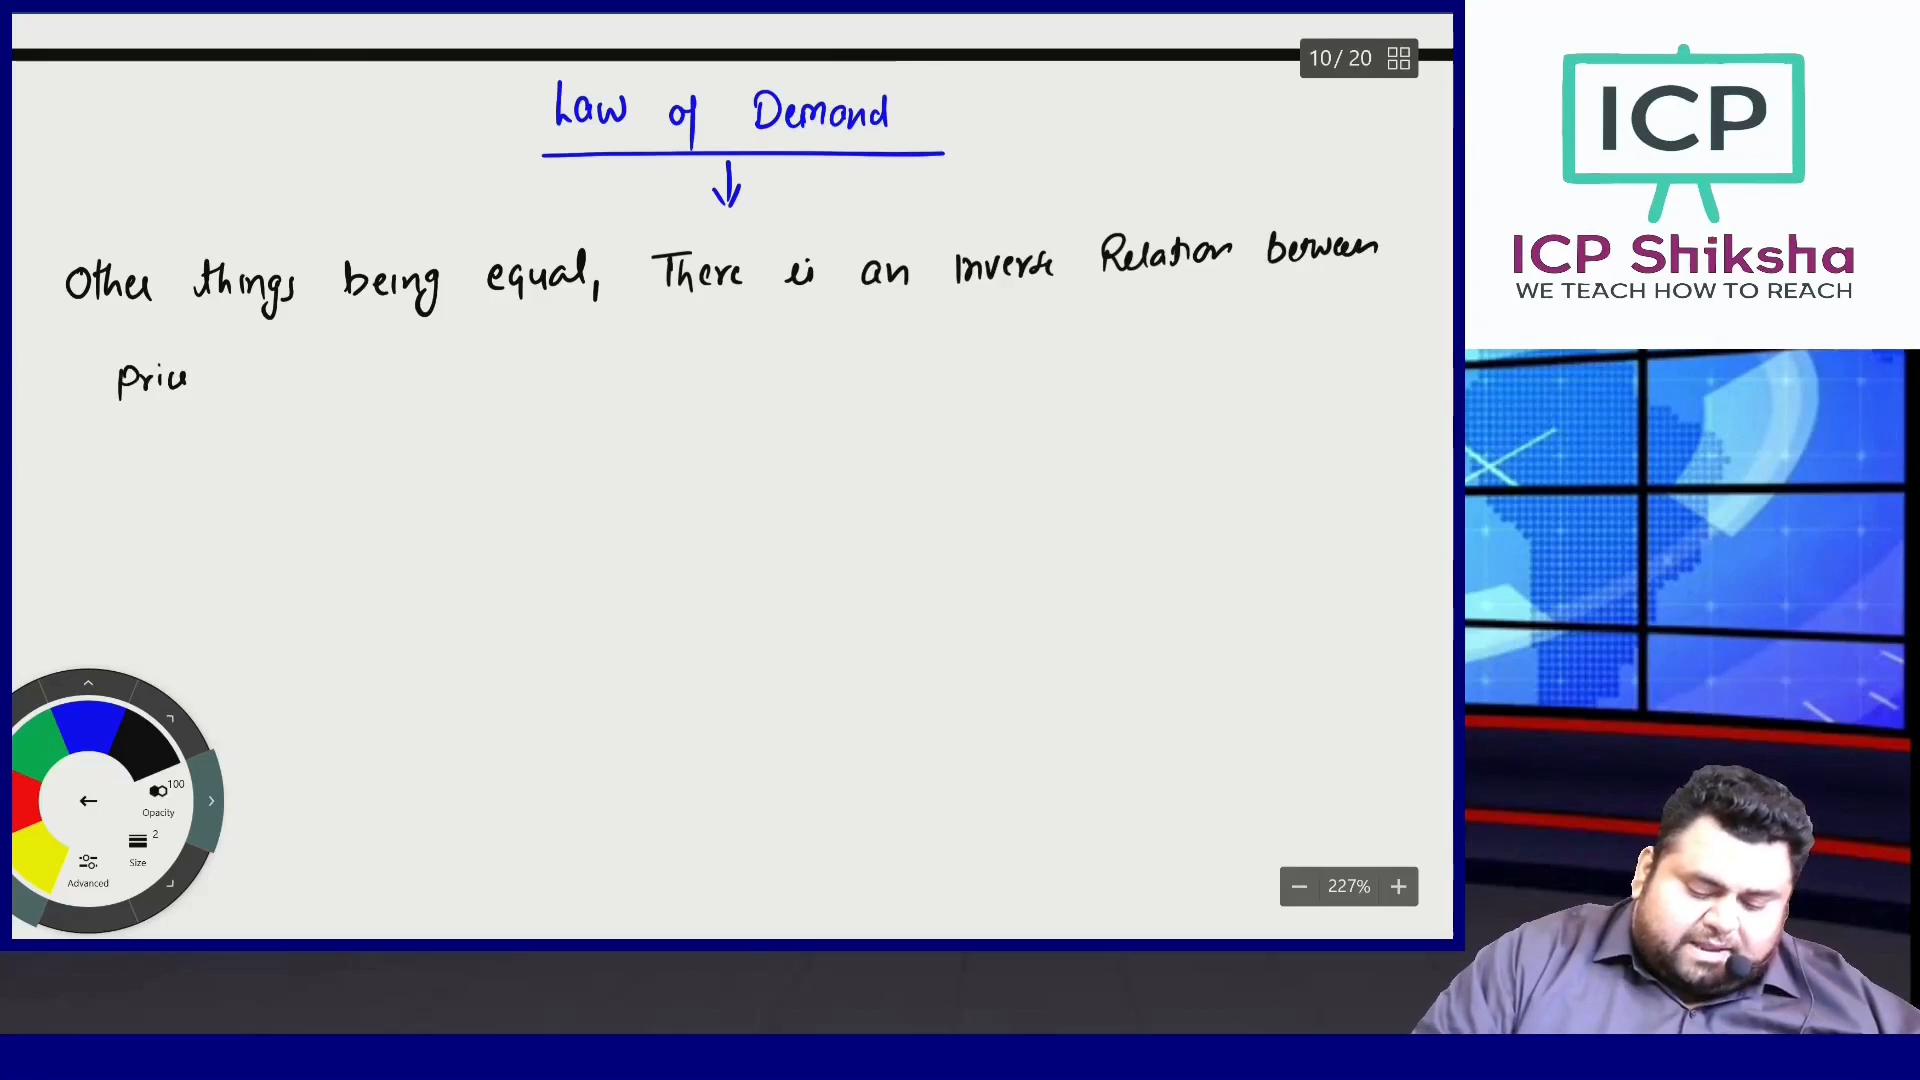 10 / 20
Law of Demand
Other things being equal, There is an inverse Relation between
price
100
Opacity
2
Size
Advanced
227%
ICP
ICP Shiksha
WE TEACH HOW TO REACH